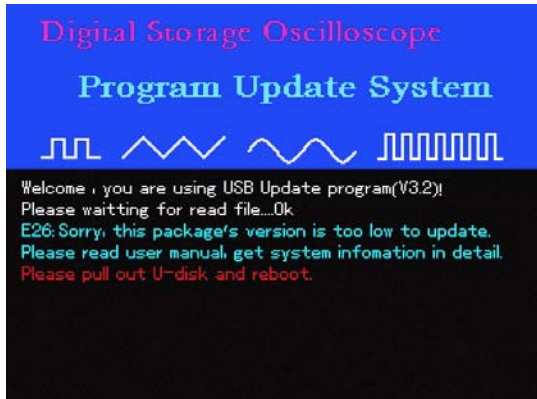 Digital Storage Oscilloscope
Program Update System
Welcome , you are using USB Update program(V3.2)!
Please waitting for read file....Ok
E26: Sorry, this package's version is too low to update.
Please read user manual, get system infomation in detail.
Please pull out U-disk and reboot.